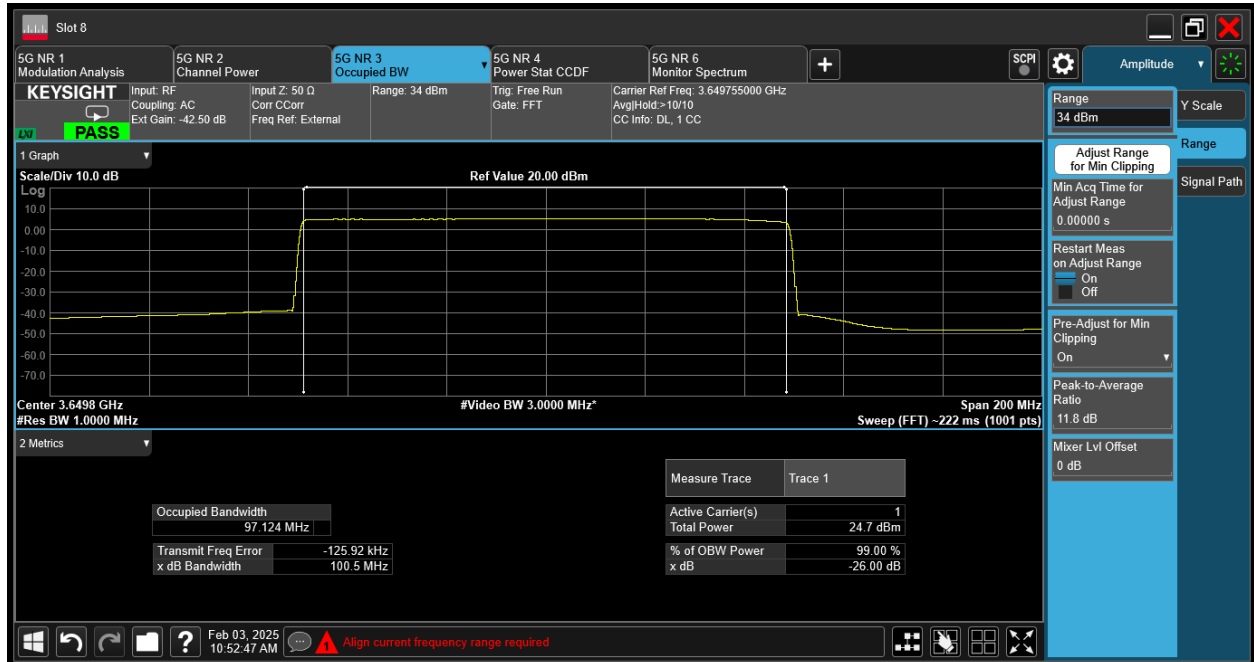 Slot 8
5G NR 1
Modulation Analysis
5G NR 2
Channel Power
5G NR 3
Occupied BW
5G NR 4
Power Stat CCDF
5G NR 6
Monitor Spectrum
+
SCPI
Amplitude
KEYSIGHT
LXI
PASS
Input: RF
Coupling: AC
Ext Gain: -42.50 dB
Input Z: 50 Ω
Corr CCorr
Freq Ref: External
Range: 34 dBm
Trig: Free Run
Gate: FFT
Carrier Ref Freq: 3.649755000 GHz
Avg|Hold:>10/10
CC Info: DL, 1 CC
1 Graph
Scale/Div 10.0 dB
Ref Value 20.00 dBm
Log
10.0
0.00
-10.0
-20.0
-30.0
-40.0
-50.0
-60.0
-70.0
Center 3.6498 GHz
#Res BW 1.0000 MHz
#Video BW 3.0000 MHz*
Span 200 MHz
Sweep (FFT) ~222 ms (1001 pts)
2 Metrics
Measure Trace Trace 1
Occupied Bandwidth
97.124 MHz
Active Carrier(s) 1
Total Power 24.7 dBm
Transmit Freq Error -125.92 kHz
x dB Bandwidth 100.5 MHz
% of OBW Power 99.00 %
x dB -26.00 dB
Range
34 dBm
Adjust Range
for Min Clipping
Min Acq Time for
Adjust Range
0.00000 s
Restart Meas
on Adjust Range
On
Off
Pre-Adjust for Min
Clipping
On
Peak-to-Average
Ratio
11.8 dB
Mixer Lvl Offset
0 dB
Y Scale
Range
Signal Path
?
Feb 03, 2025
10:52:47 AM
1
Align current frequency range required